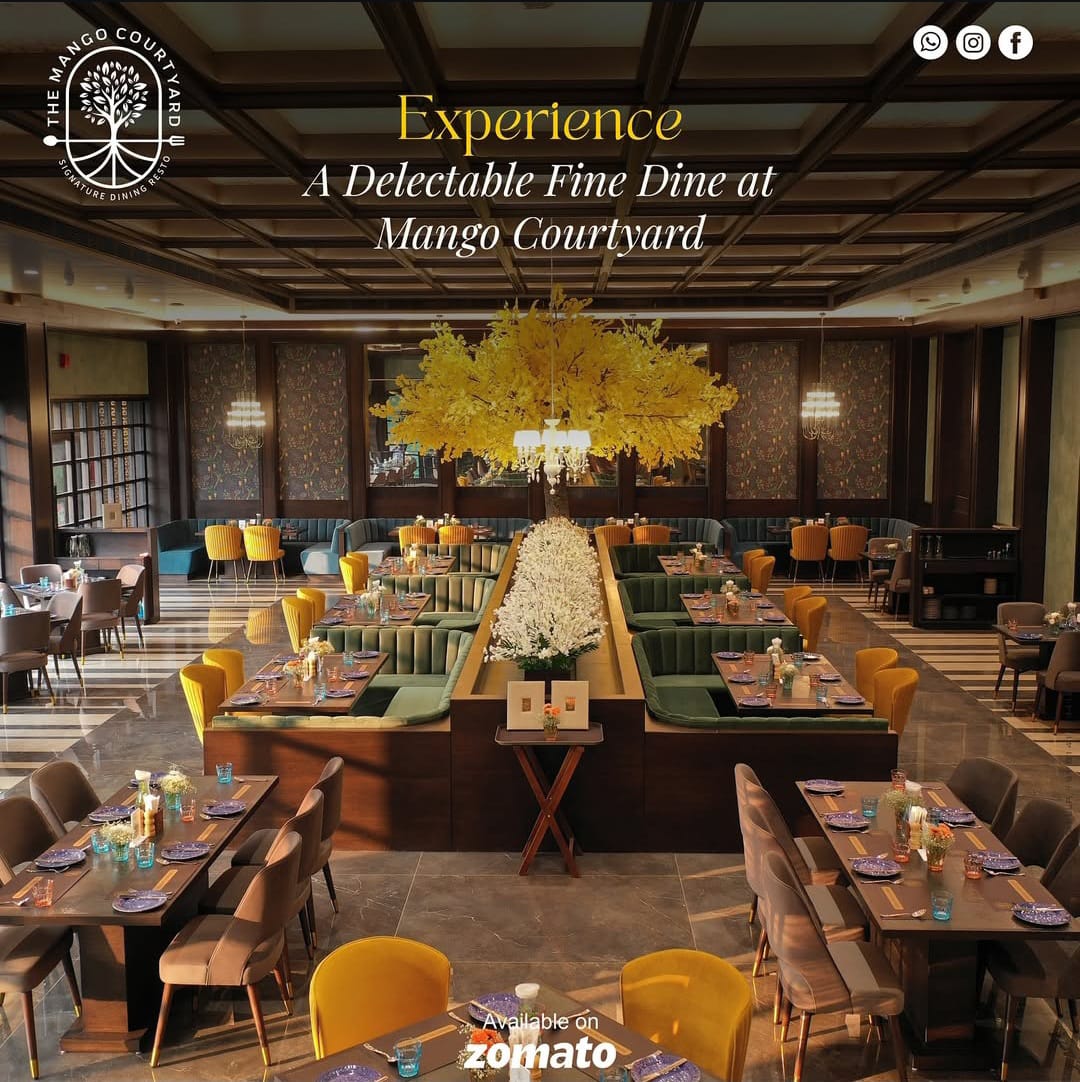 THE MANGO COURTYARD
SIGNATURE DINING RESTO
Experience
A Delectable Fine Dine at
Mango Courtyard
Available on
zomato